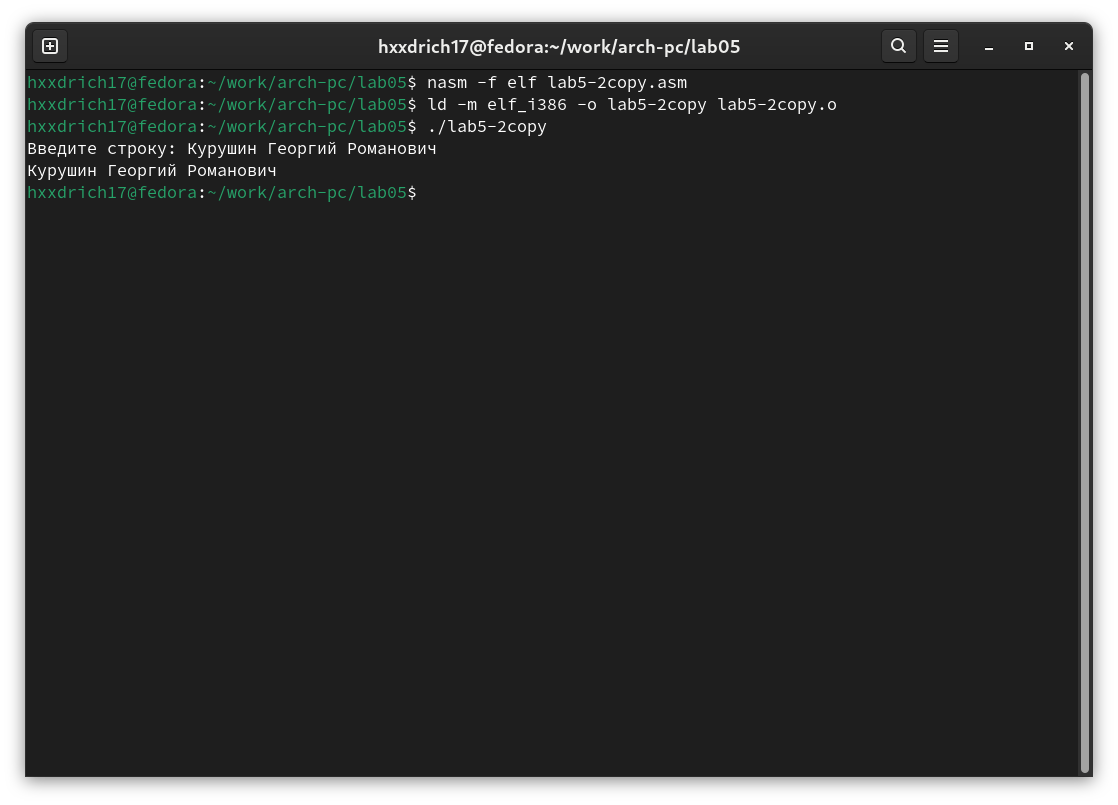 hxxdrich17@fedora:~/work/arch-pc/lab05
hxxdrich17@fedora:~/work/arch-pc/lab05$ nasm -f elf lab5-2copy.asm
hxxdrich17@fedora:~/work/arch-pc/lab05$ ld -m elf_i386 -o lab5-2copy lab5-2copy.o
hxxdrich17@fedora:~/work/arch-pc/lab05$ ./lab5-2copy
Введите строку: Курушин Георгий Романович
Курушин Георгий Романович
hxxdrich17@fedora:~/work/arch-pc/lab05$